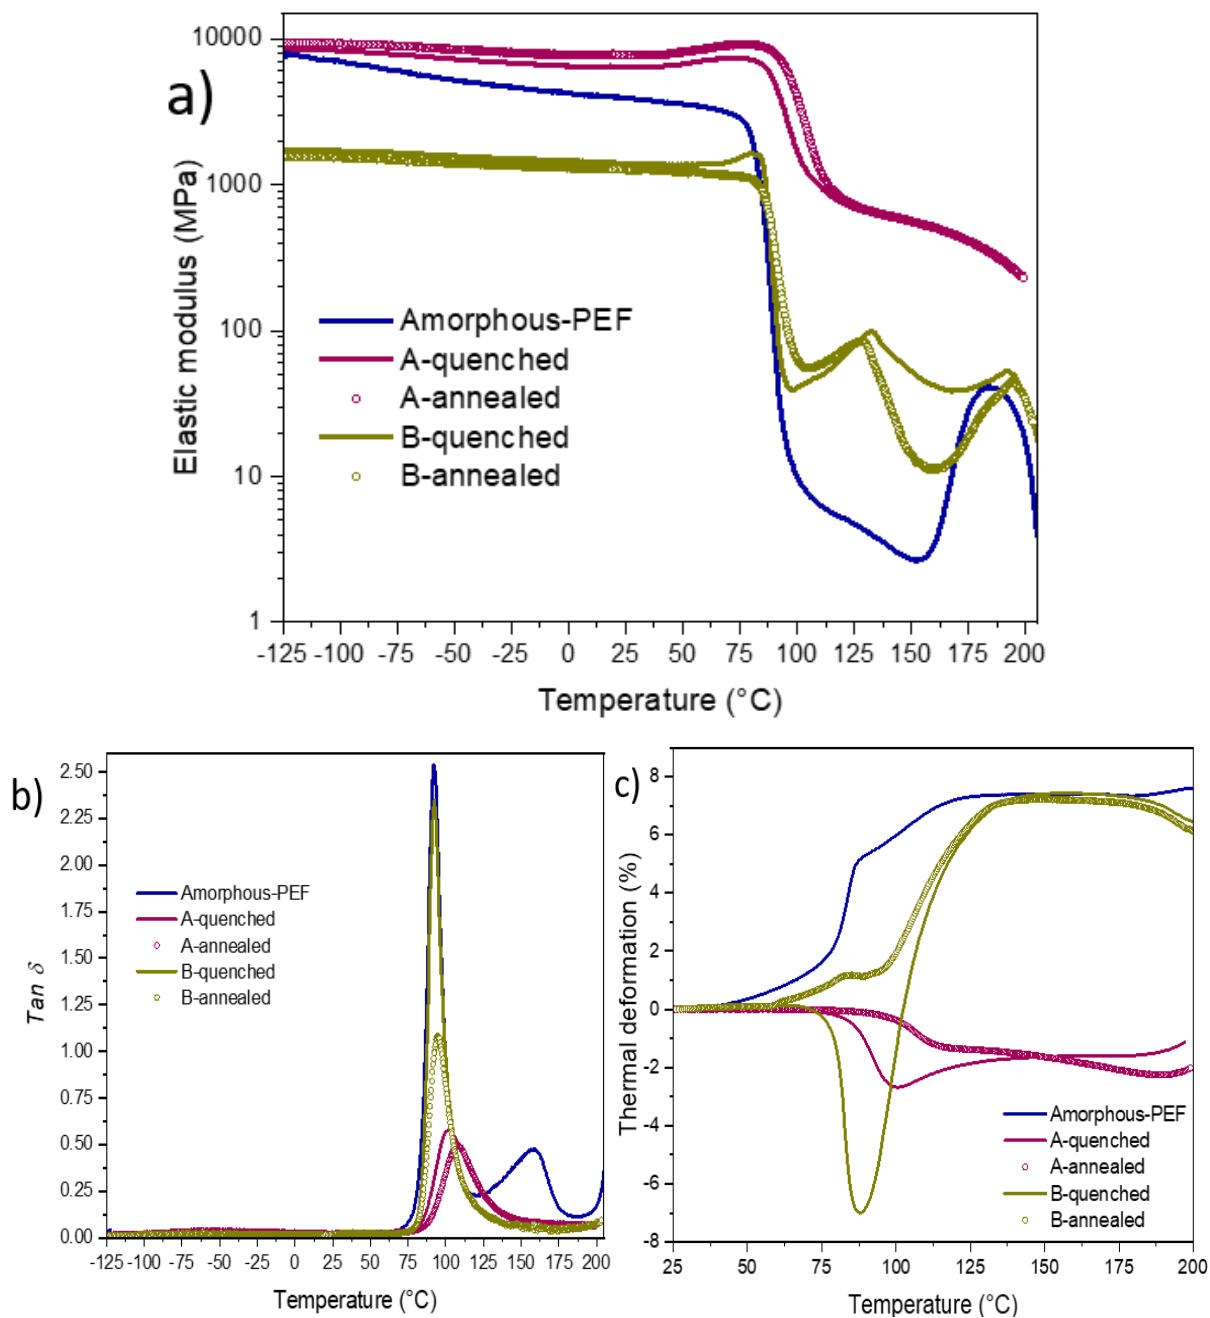 a)
Elastic modulus (MPa)
10000
1000
100
10
1
Amorphous-PEF
A-quenched
A-annealed
B-quenched
B-annealed
-125 -100 -75 -50 -25 0 25 50 75 100 125 150 175 200
Temperature (°C)
b)
Tan δ
2.50
2.25
2.00
1.75
1.50
1.25
1.00
0.75
0.50
0.25
0.00
Amorphous-PEF
A-quenched
A-annealed
B-quenched
B-annealed
-125 -100 -75 -50 -25 0 25 50 75 100 125 150 175 200
Temperature (°C)
c)
Thermal deformation (%)
8
6
4
2
0
-2
-4
-6
-8
Amorphous-PEF
A-quenched
A-annealed
B-quenched
B-annealed
25 50 75 100 125 150 175 200
Temperature (°C)